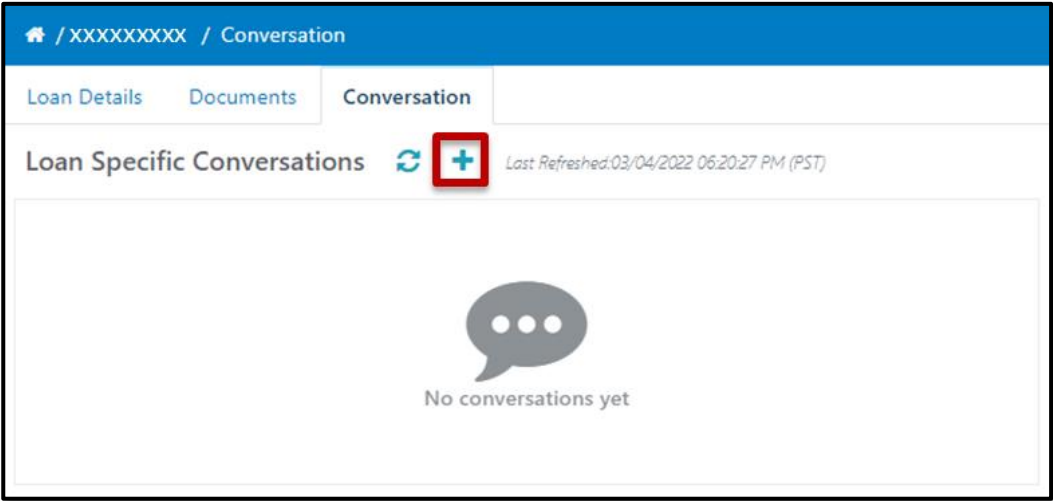 / XXXXXXXXX / Conversation
Loan Details Documents Conversation
Loan Specific Conversations Last Refreshed:03/04/2022 06:20:27 PM (PST)
No conversations yet